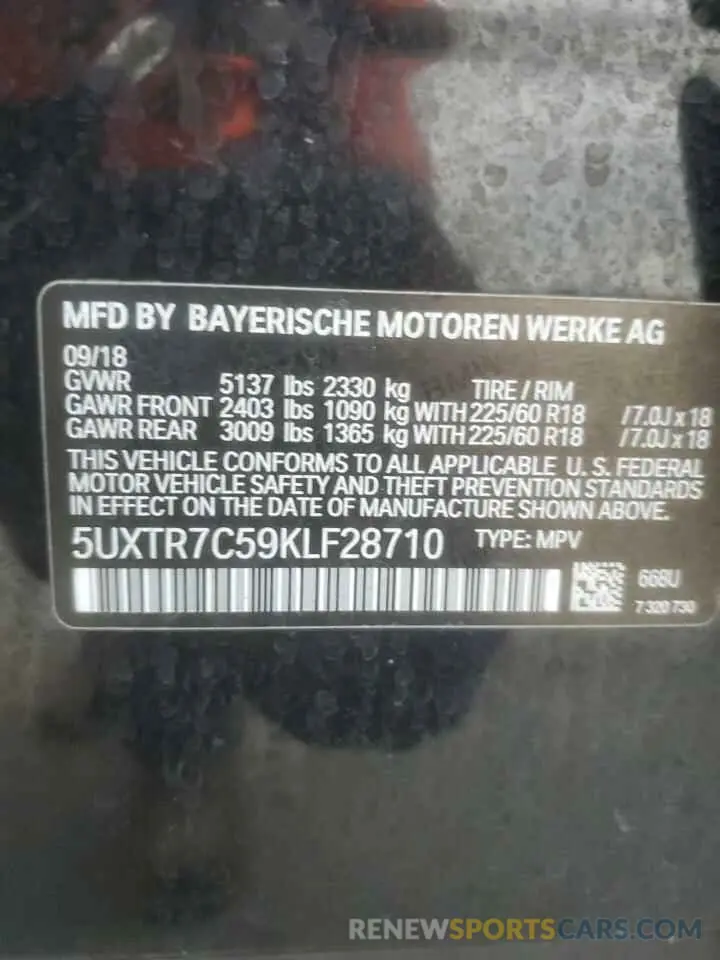 MFD BY BAYERISCHE MOTOREN WERKE AG
09/18
GVWR 5137 lbs 2330 kg TIRE / RIM
GAWR FRONT 2403 lbs 1090 kg WITH 225/60 R18 /7.0J x 18
GAWR REAR 3009 lbs 1365 kg WITH 225/60 R18 /7.0J x 18
THIS VEHICLE CONFORMS TO ALL APPLICABLE U. S. FEDERAL
MOTOR VEHICLE SAFETY AND THEFT PREVENTION STANDARDS
IN EFFECT ON THE DATE OF MANUFACTURE SHOWN ABOVE.
5UXTR7C59KLF28710 TYPE: MPV
668U
7 320 730
RENEWSPORTSCARS.COM